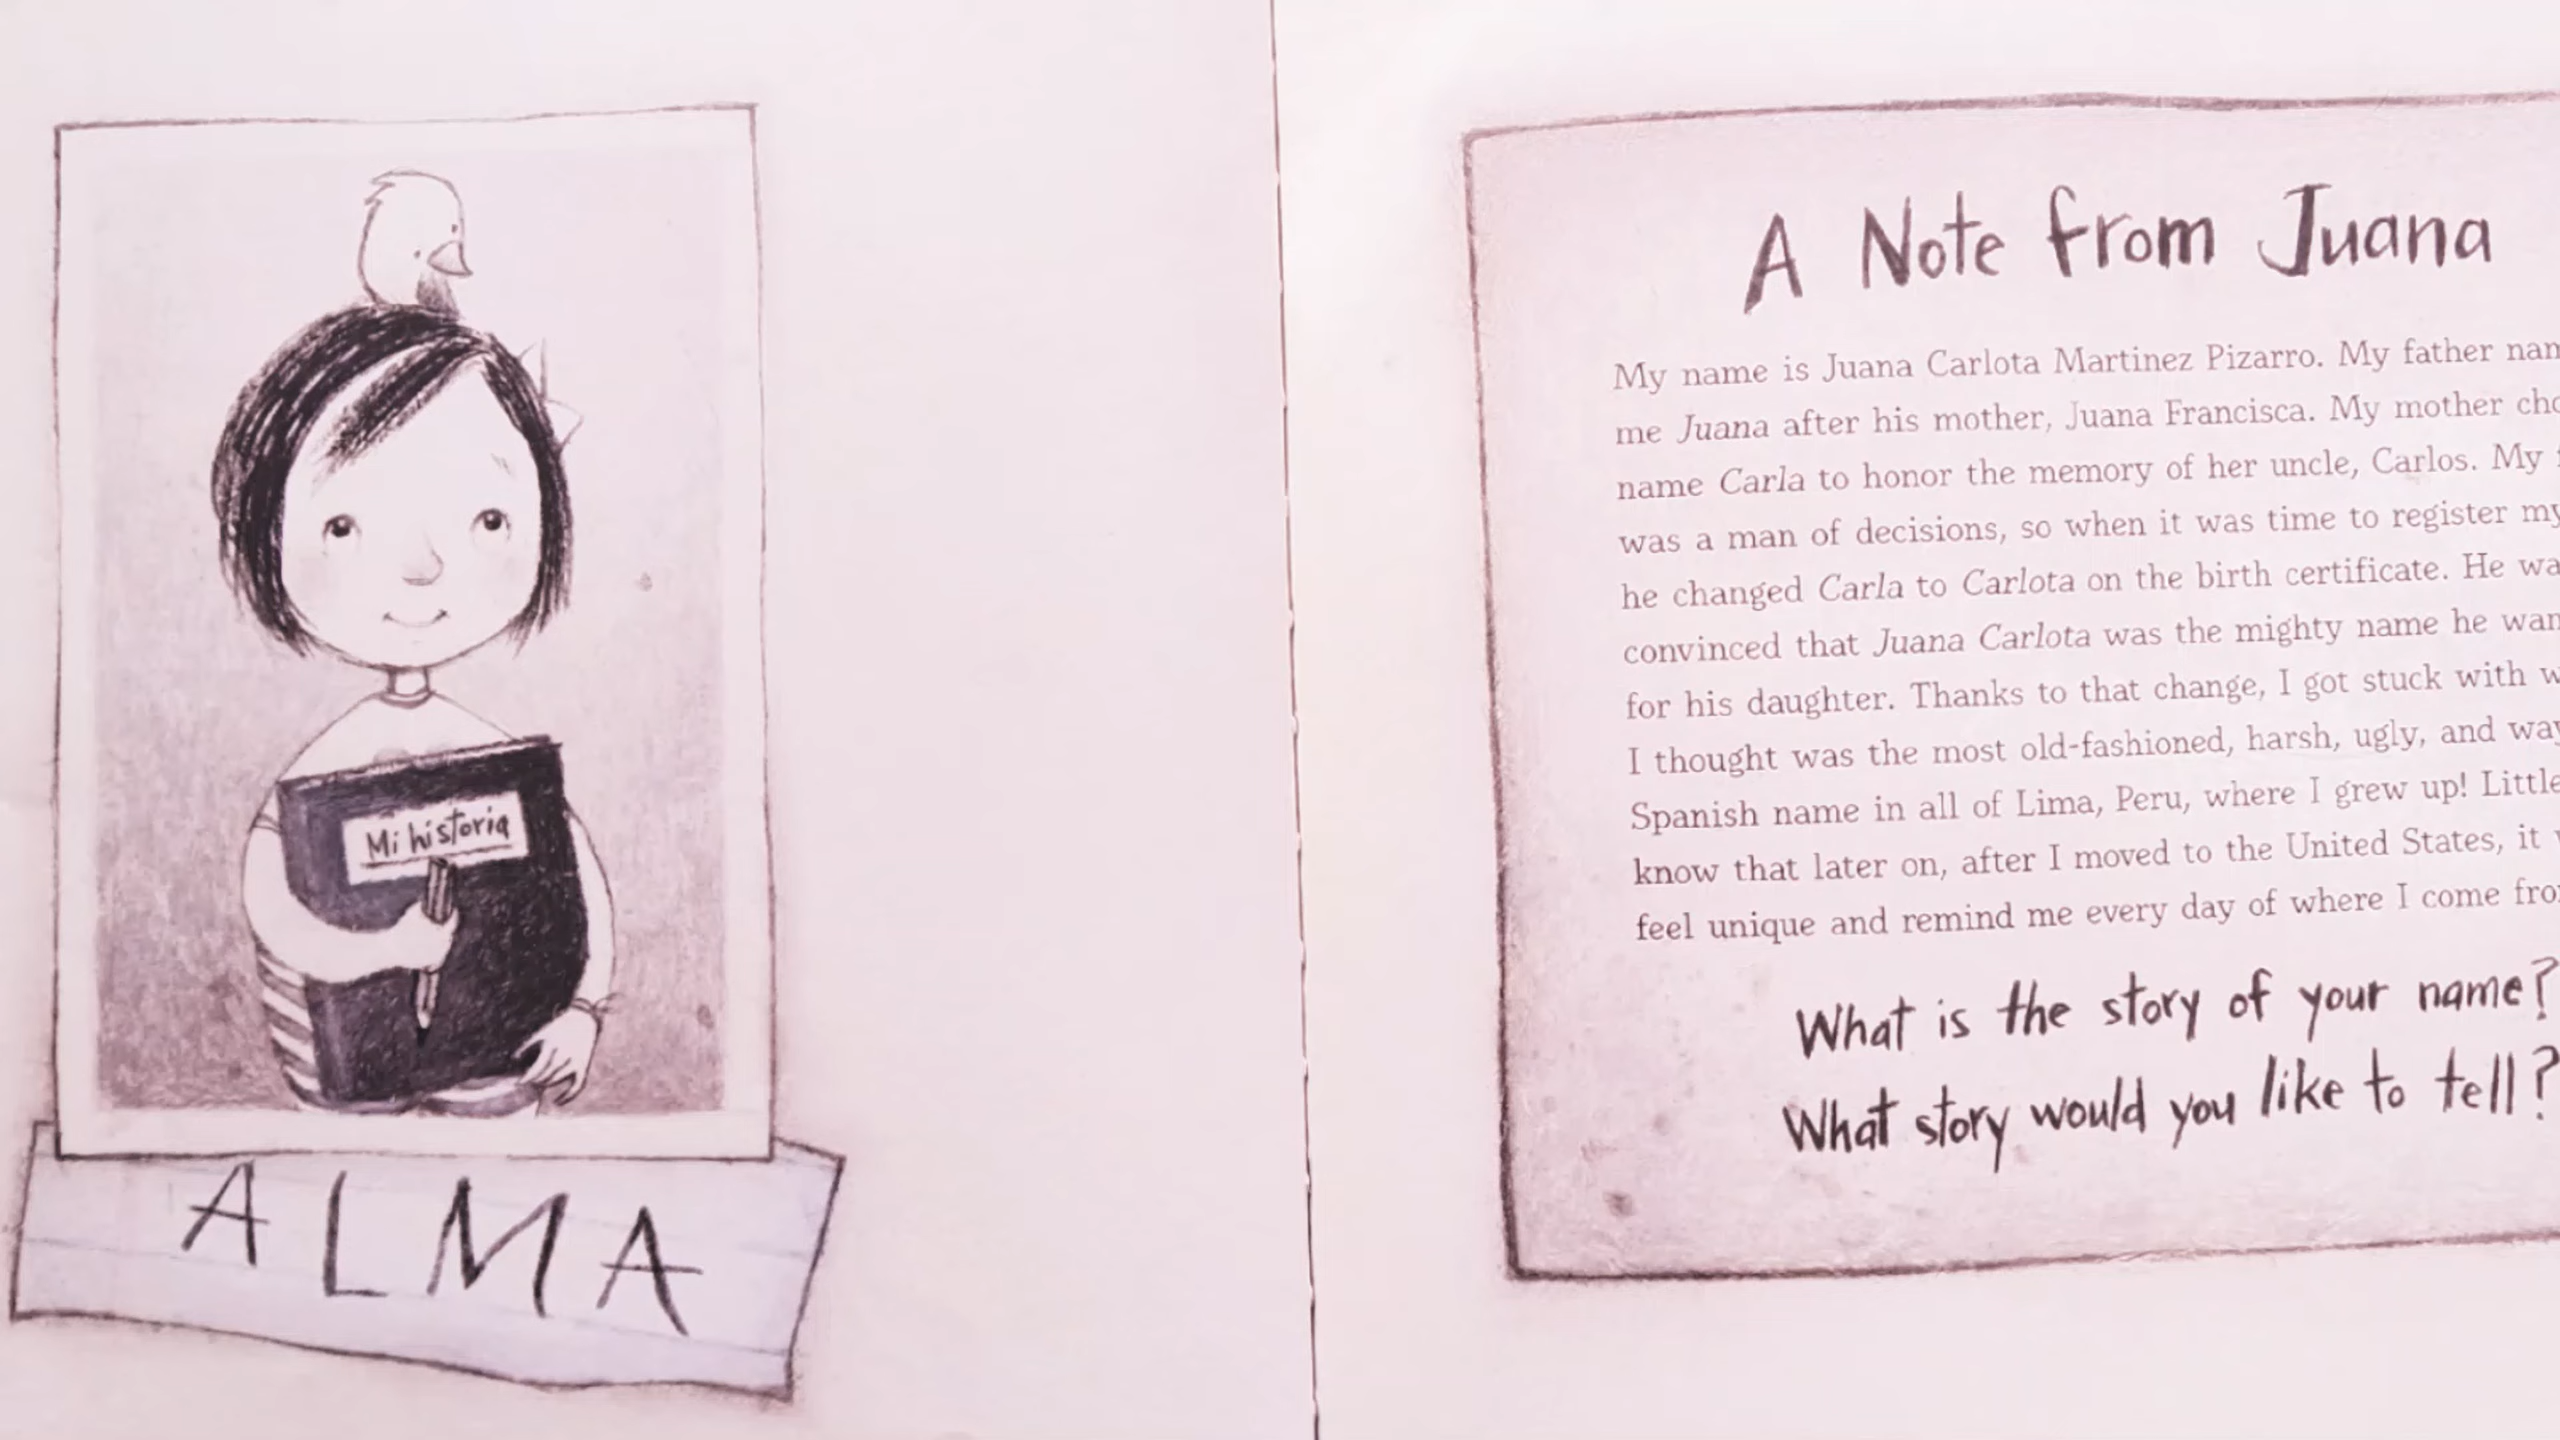 Mi historia
ALMA
A Note from Juana
My name is Juana Carlota Martinez Pizarro. My father
me Juana after his mother, Juana Francisca. My mother
name Carla to honor the memory of her uncle, Carlos. My
was a man of decisions, so when it was time to register my
he changed Carla to Carlota on the birth certificate. He
convinced that Juana Carlota was the mighty name he
for his daughter. Thanks to that change, I got stuck with
I thought was the most old-fashioned, harsh, ugly, and
Spanish name in all of Lima, Peru, where I grew up! Little
know that later on, after I moved to the United States, it
feel unique and remind me every day of where I come
What is the story of your name?
What story would you like to tell?